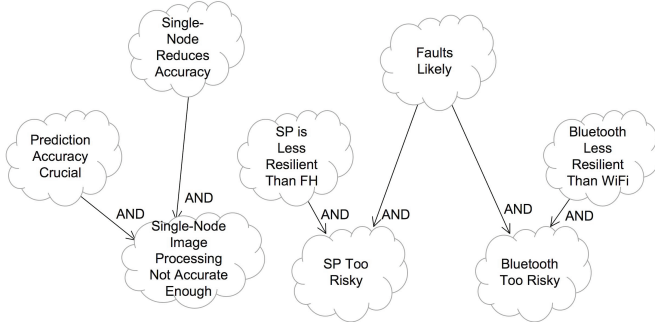 Single-
Node
Reduces
Accuracy
Faults
Likely
Prediction
Accuracy
Crucial
SP is
Less
Resilient
Than FH
Bluetooth
Less
Resilient
Than WiFi
AND
AND
AND
AND
AND
AND
Single-Node
Image
Processing
Not Accurate
Enough
SP Too
Risky
Bluetooth
Too Risky